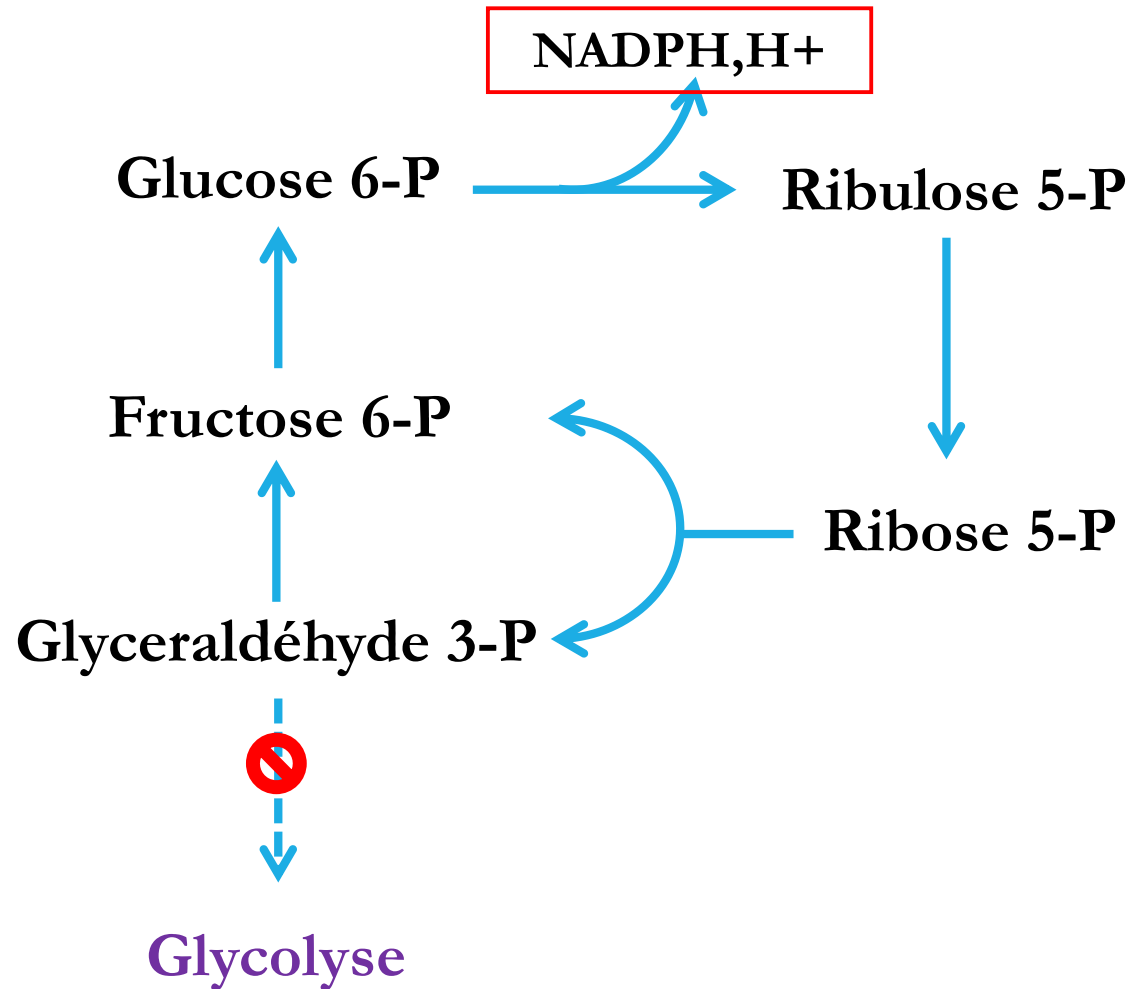 NADPH,H+
Glucose 6-P
Ribulose 5-P
Fructose 6-P
Ribose 5-P
Glyceraldéhyde 3-P
Glycolyse